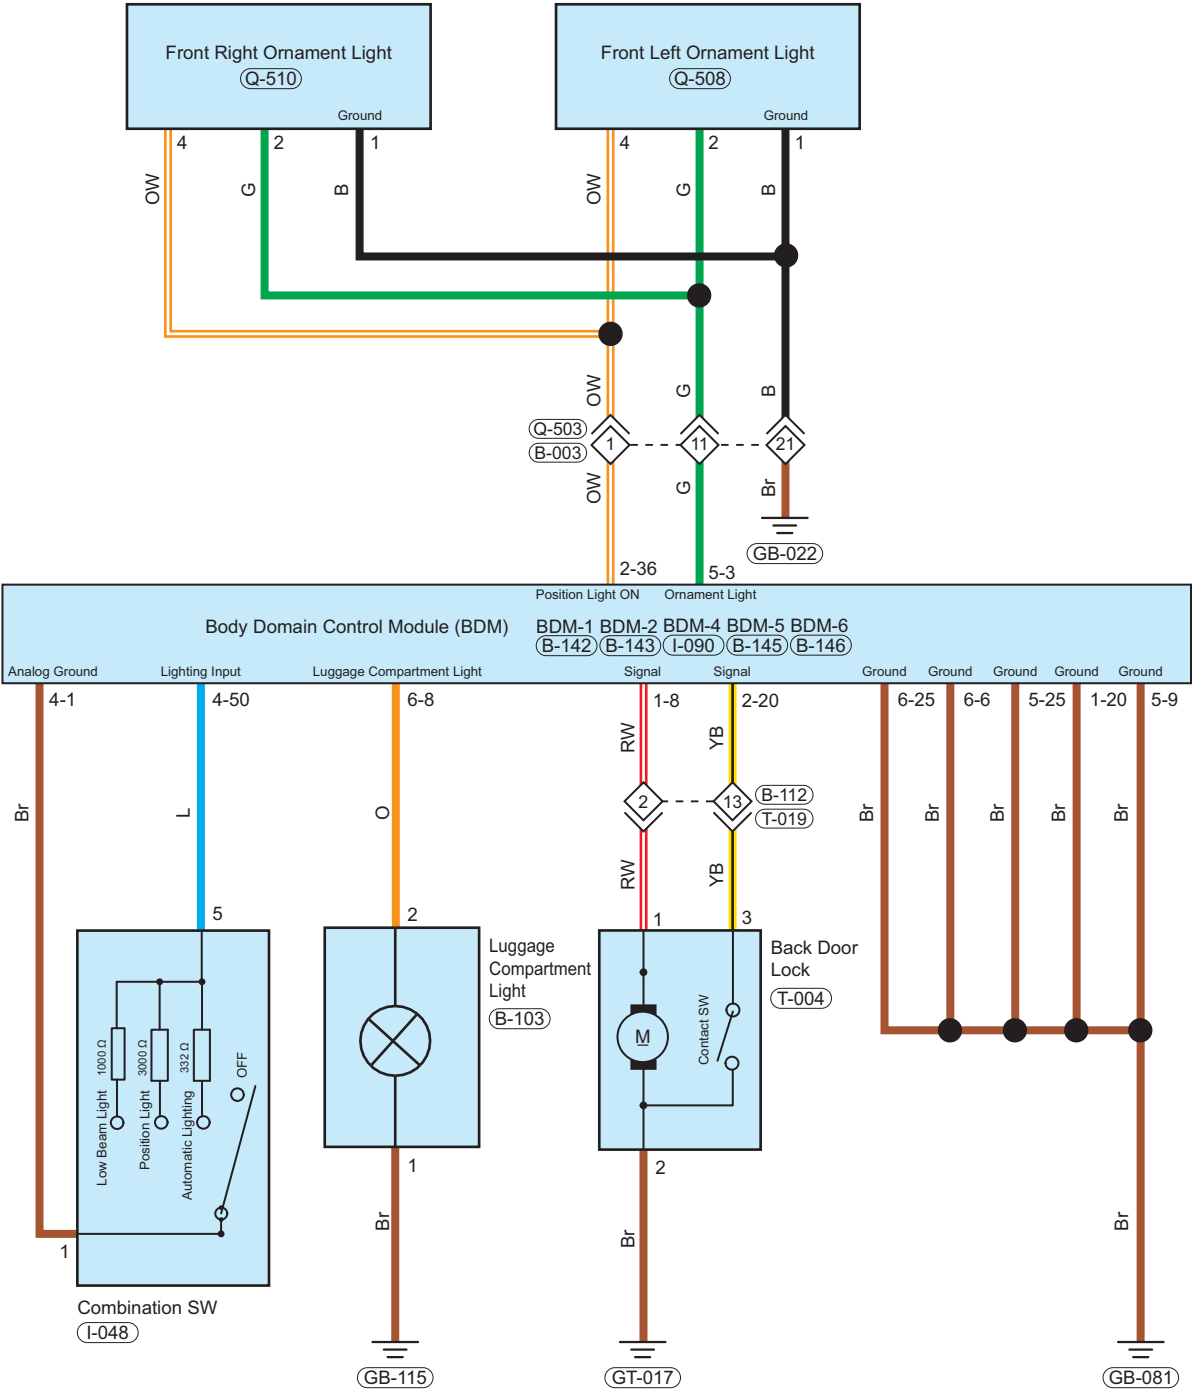 Front Right Ornament Light
Q-510
Ground
Front Left Ornament Light
Q-508
Ground
4
2
1
4
2
1
OW
G
B
OW
G
B
OW
G
B
Q-503
B-003
1
11
21
OW
G
Br
GB-022
2-36
5-3
Position Light ON
Ornament Light
Body Domain Control Module (BDM)
BDM-1 BDM-2 BDM-4 BDM-5 BDM-6
B-142 B-143 I-090 B-145 B-146
Analog Ground
Lighting Input
Luggage Compartment Light
Signal
Signal
Ground
Ground
Ground
Ground
Ground
4-1
4-50
6-8
1-8
2-20
6-25
6-6
5-25
1-20
5-9
RW
YB
2
13
B-112
T-019
Br
L
O
Br
Br
Br
Br
Br
RW
YB
5
2
1
3
Luggage
Compartment
Light
B-103
Back Door
Lock
T-004
1000 Ω
3000 Ω
332 Ω
OFF
Low Beam Light
Position Light
Automatic Lighting
M
Contact SW
1
1
2
Br
Br
Br
Combination SW
I-048
GB-115
GT-017
GB-081